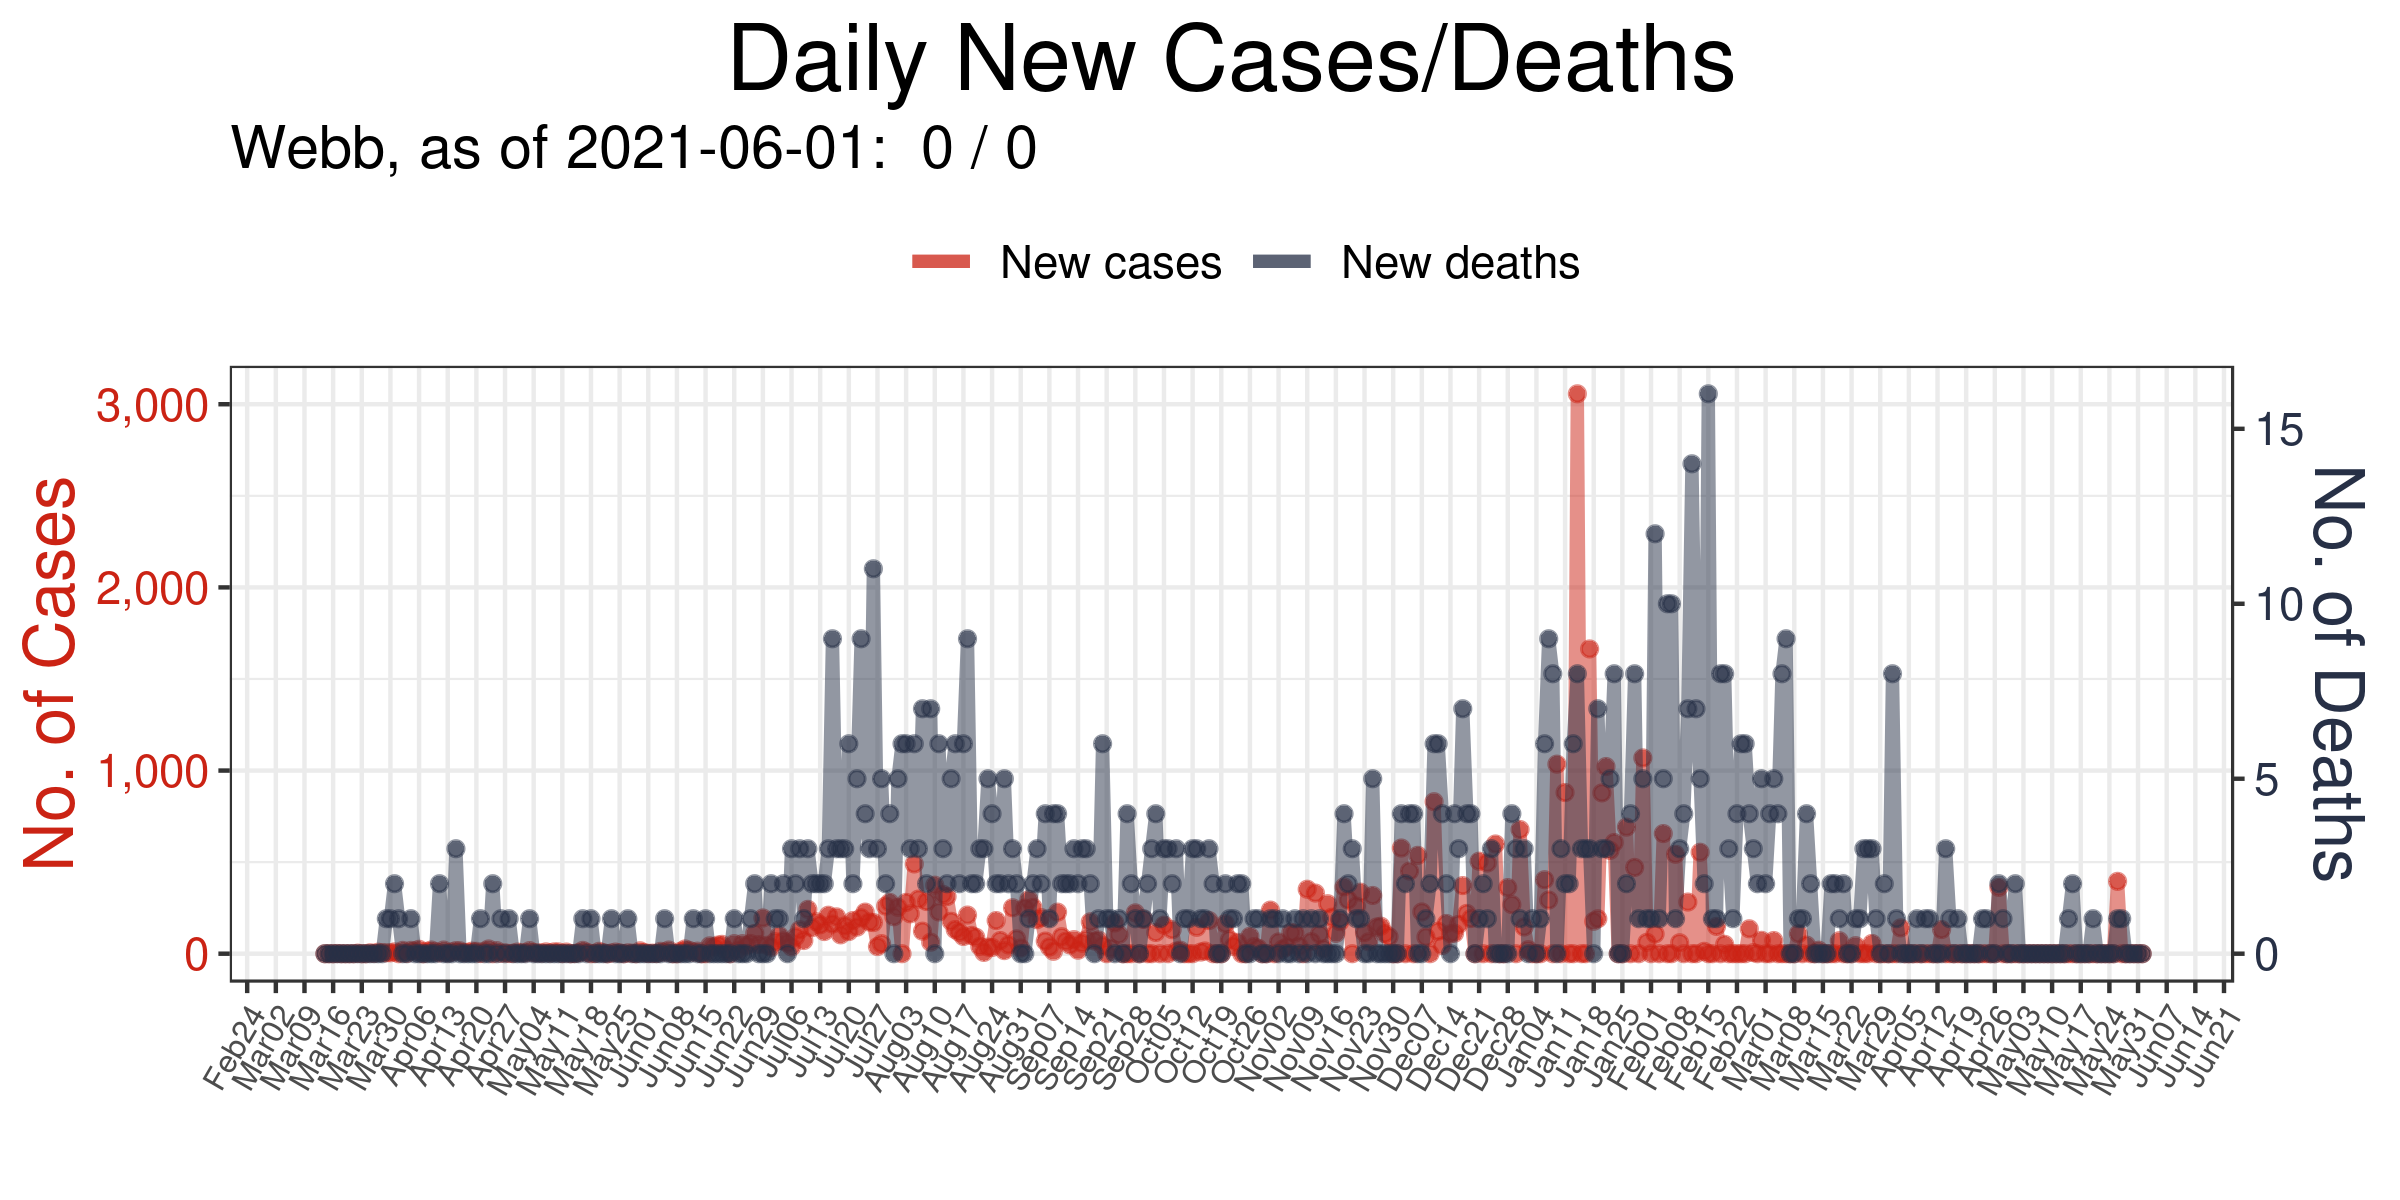 Daily New Cases/Deaths
Webb, as of 2021-06-01:  0 / 0
New cases New deaths
No. of Cases
3,000
2,000
1,000
0
15
10
5
0
No. of Deaths
Feb24 Mar02 Mar09 Mar16 Mar23 Mar30 Apr06 Apr13 Apr20 Apr27 May04 May11 May18 May25 Jun01 Jun08 Jun15 Jun22 Jun29 Jul06 Jul13 Jul20 Jul27 Aug03 Aug10 Aug17 Aug24 Aug31 Sep07 Sep14 Sep21 Sep28 Oct05 Oct12 Oct19 Oct26 Nov02 Nov09 Nov16 Nov23 Nov30 Dec07 Dec14 Dec21 Dec28 Jan04 Jan11 Jan18 Jan25 Feb01 Feb08 Feb15 Feb22 Mar01 Mar08 Mar15 Mar22 Mar29 Apr05 Apr12 Apr19 Apr26 May03 May10 May17 May24 May31 Jun07 Jun14 Jun21